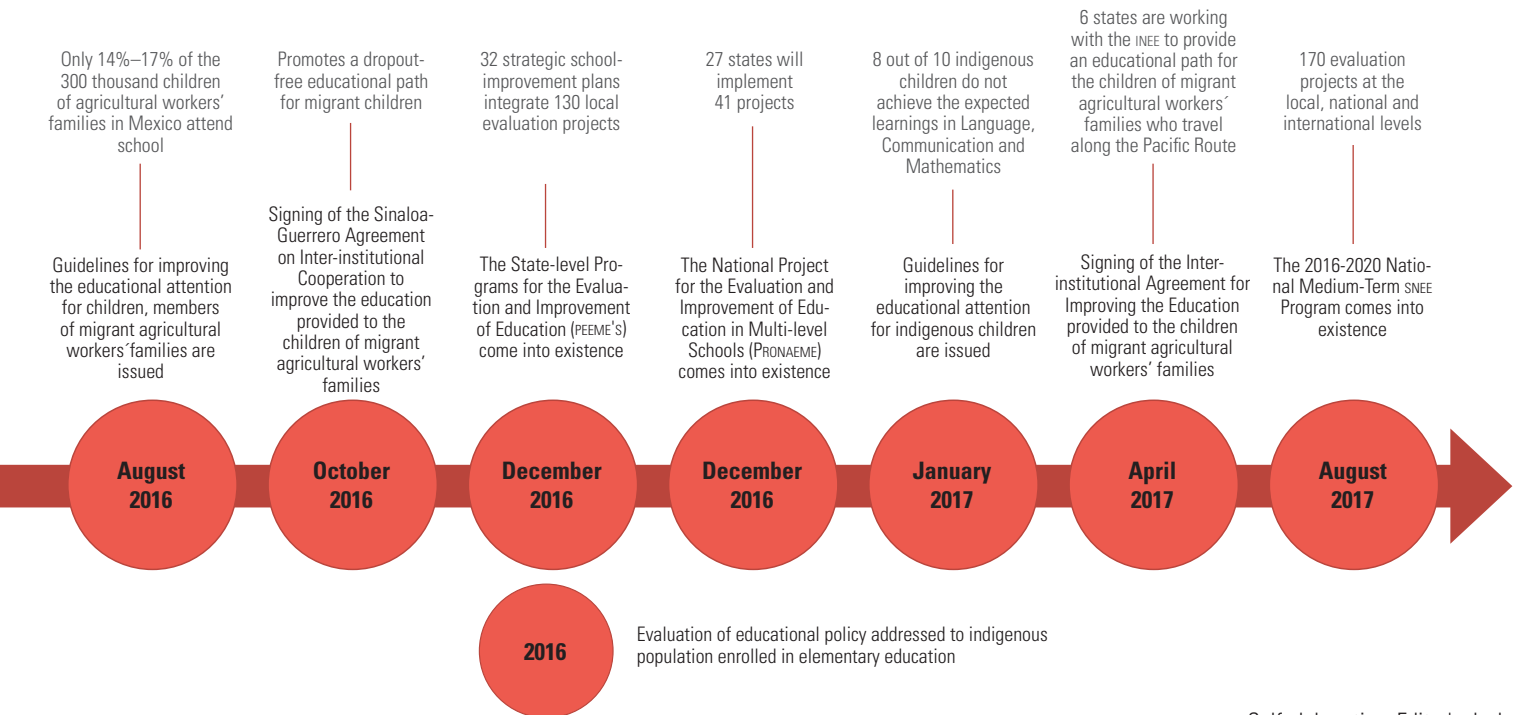 Only 14%–17% of the
300 thousand children
of agricultural workers’
families in Mexico attend
school
Guidelines for improving
the educational attention
for children, members
of migrant agricultural
workers´families are
issued
August
2016
Promotes a dropout-
free educational path
for migrant children
Signing of the Sinaloa-
Guerrero Agreement
on Inter-institutional
Cooperation to
improve the education
provided to the
children of migrant
agricultural workers’
families
October
2016
32 strategic school-
improvement plans
integrate 130 local
evaluation projects
The State-level Pro-
grams for the Evalua-
tion and Improvement
of Education (PEEME'S)
come into existence
December
2016
27 states will
implement
41 projects
The National Project
for the Evaluation and
Improvement of Edu-
cation in Multi-level
Schools (PRONAEME)
comes into existence
December
2016
8 out of 10 indigenous
children do not
achieve the expected
learnings in Language,
Communication and
Mathematics
Guidelines for
improving the
educational attention
for indigenous children
are issued
January
2017
6 states are working
with the INEE to provide
an educational path for
the children of migrant
agricultural workers´
families who travel
along the Pacific Route
Signing of the Inter-
institutional Agreement for
Improving the Education
provided to the children
of migrant agricultural
workers’ families
April
2017
170 evaluation
projects at the
local, national and
international levels
The 2016-2020 Natio-
nal Medium-Term SNEE
Program comes into
existence
August
2017
2016
Evaluation of educational policy addressed to indigenous
population enrolled in elementary education